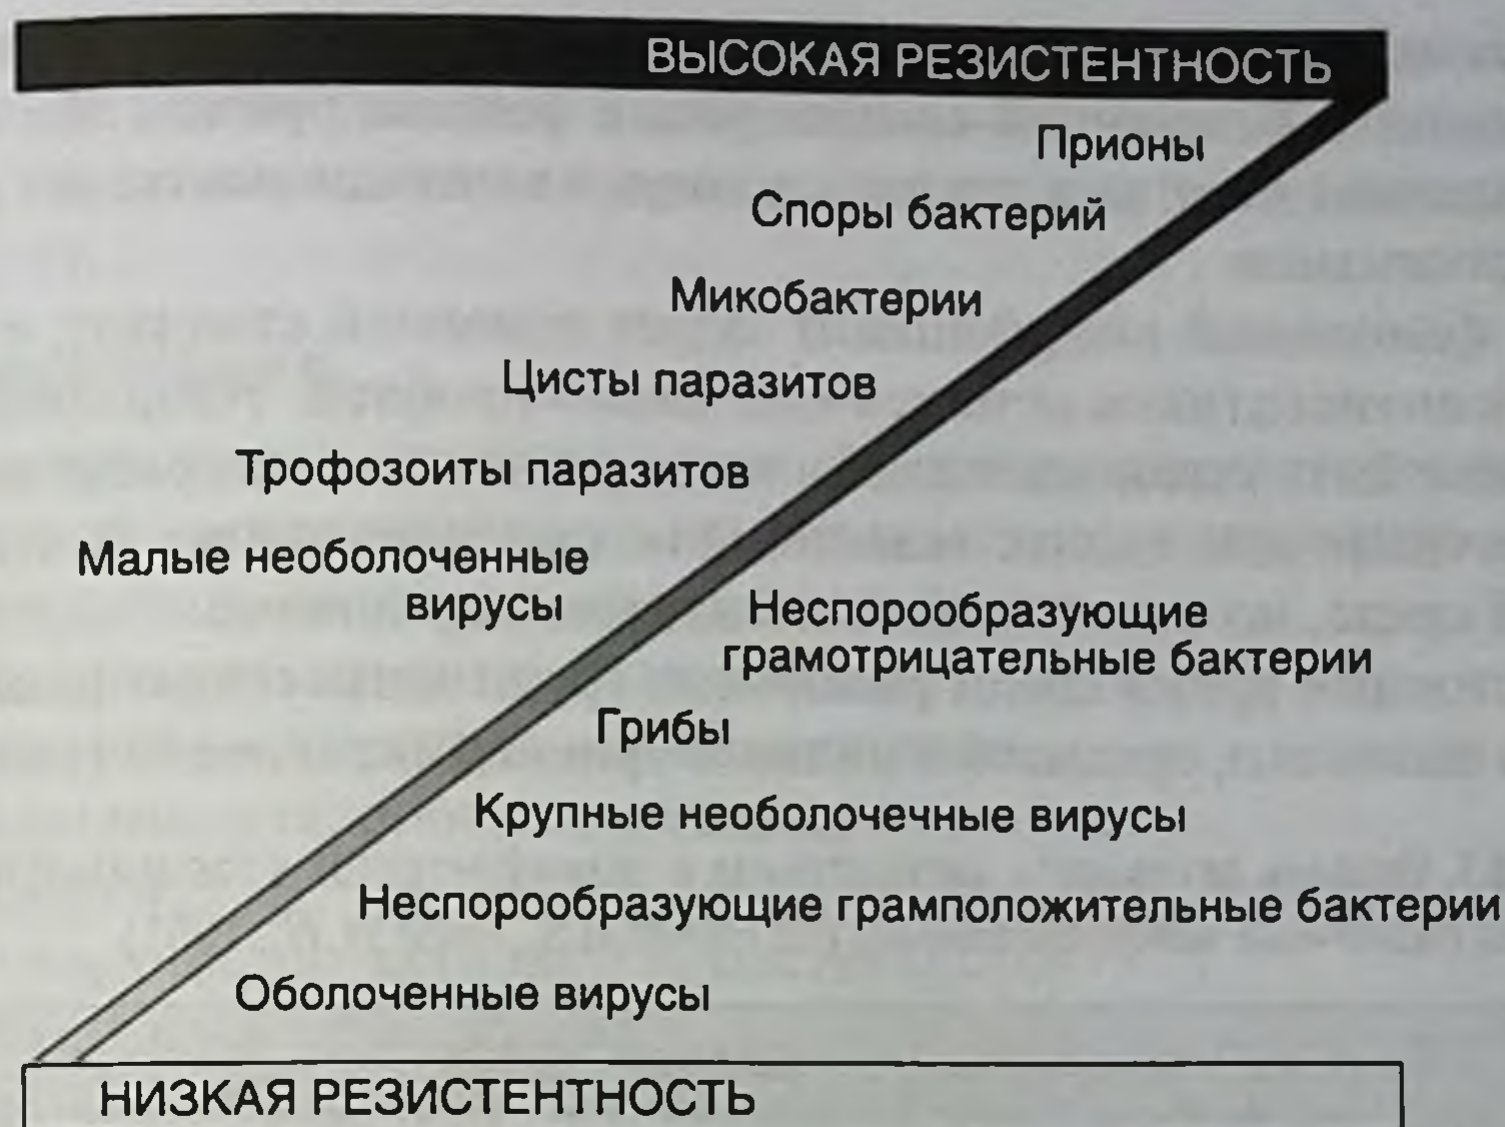 ВЫСОКАЯ РЕЗИСТЕНТНОСТЬ
Прионы
Споры бактерий
Микобактерии
Цисты паразитов
Трофозоиты паразитов
Малые необолоченные
вирусы
Неспорообразующие
грамотрицательные бактерии
Грибы
Крупные необолочечные вирусы
Неспорообразующие грамположительные бактерии
Оболоченные вирусы
НИЗКАЯ РЕЗИСТЕНТНОСТЬ